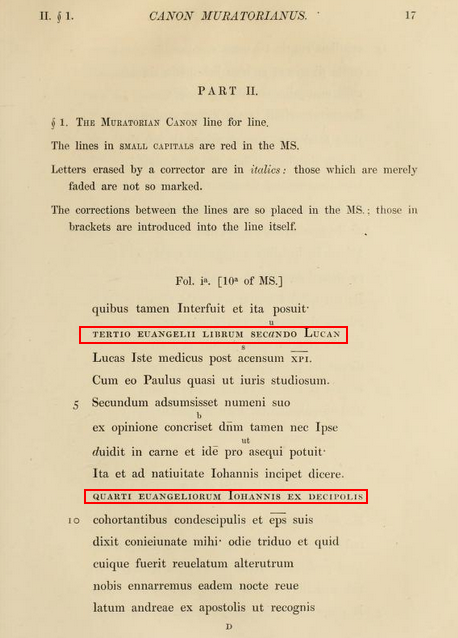 II. § 1.
CANON MURATORIANUS.
17
PART II.
§ 1. THE MURATORIAN CANON line for line.
The lines in SMALL CAPITALS are red in the MS.
Letters erased by a corrector are in italics: those which are merely
faded are not so marked.
The corrections between the lines are so placed in the MS.; those in
brackets are introduced into the line itself.
Fol. iª. [10ª of MS.]
quibus tamen Interfuit et ita posuit·
u
TERTIO EUANGELII LIBRUM SECANDO LUCAN
s
Lucas Iste medicus post acensum X̅P̅I̅.
Cum eo Paulus quasi ut iuris studiosum.
5 Secundum adsumsisset numeni suo
b
ex opinione concriset dn̅m tamen nec Ipse
ut
duidit in carne et idē pro asequi potuit·
Ita et ad natiuitate Iohannis incipet dicere.
QUARTI EUANGELIORUM IOHANNIS EX DECIPOLIS
10 cohortantibus condescipulis et e̅p̅s̅ suis
dixit conieiunate mihi· odie triduo et quid
cuique fuerit reuelatum alterutrum
nobis ennarremus eadem nocte reue
latum andreae ex apostolis ut recognis
D